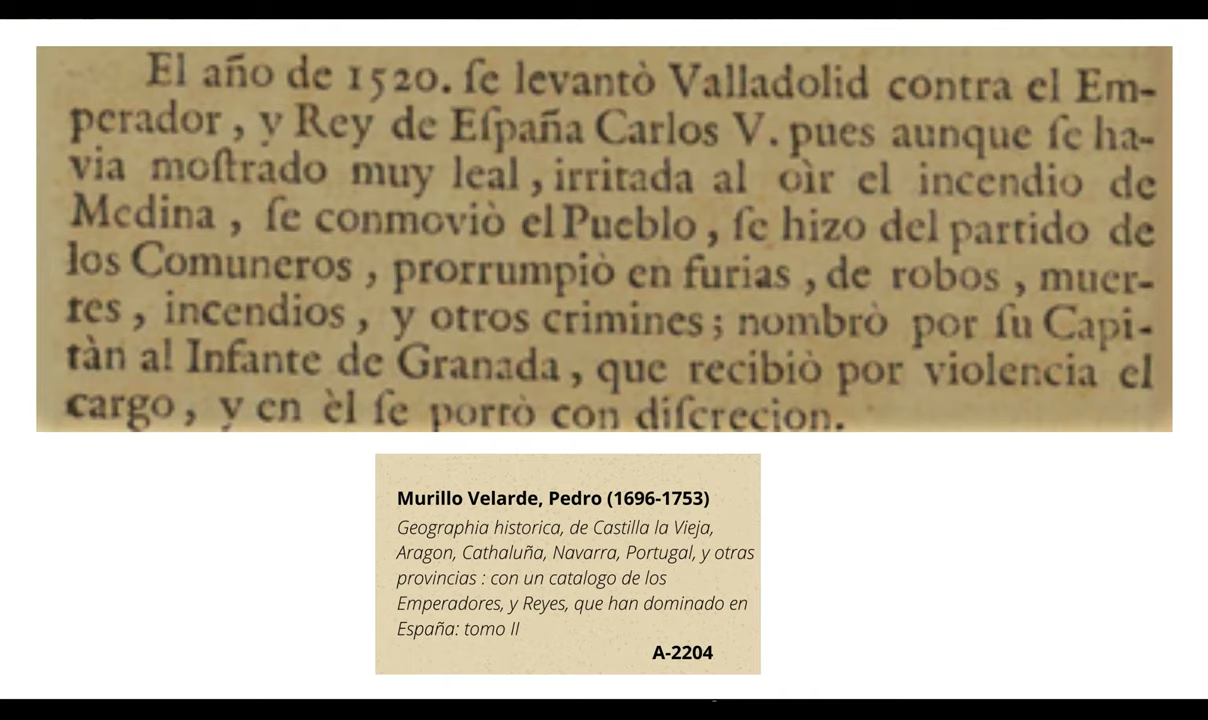 El año de 1520. ſe levantò Valladolid contra el Em-
perador, y Rey de Eſpaña Carlos V. pues aunque ſe ha-
via moſtrado muy leal, irritada al oìr el incendio de
Medina, ſe conmoviò el Pueblo, ſe hizo del partido de
los Comuneros, prorrumpiò en furias, de robos, muer-
tes, incendios, y otros crimines; nombrò por ſu Capi-
tàn al Infante de Granada, que recibiò por violencia el
cargo, y en èl ſe portò con diſcrecion.
Murillo Velarde, Pedro (1696-1753)
Geographia historica, de Castilla la Vieja,
Aragon, Cathaluña, Navarra, Portugal, y otras
provincias : con un catalogo de los
Emperadores, y Reyes, que han dominado en
España: tomo II
A-2204